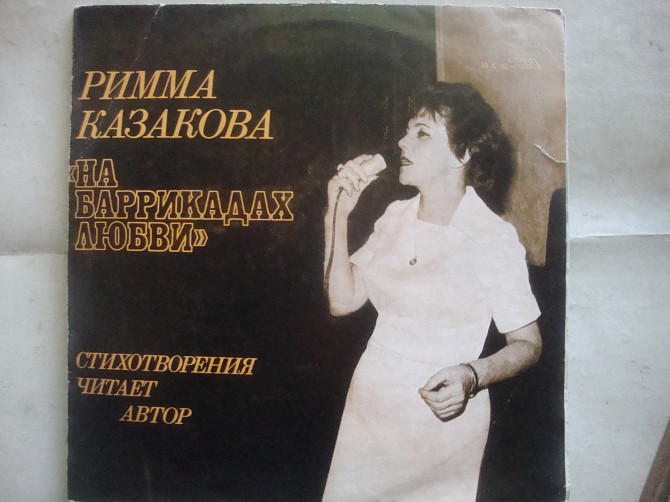 РИММА
КАЗАКОВА
«НА
БАРРИКАДАХ
ЛЮБВИ»
СТИХОТВОРЕНИЯ
ЧИТАЕТ
АВТОР